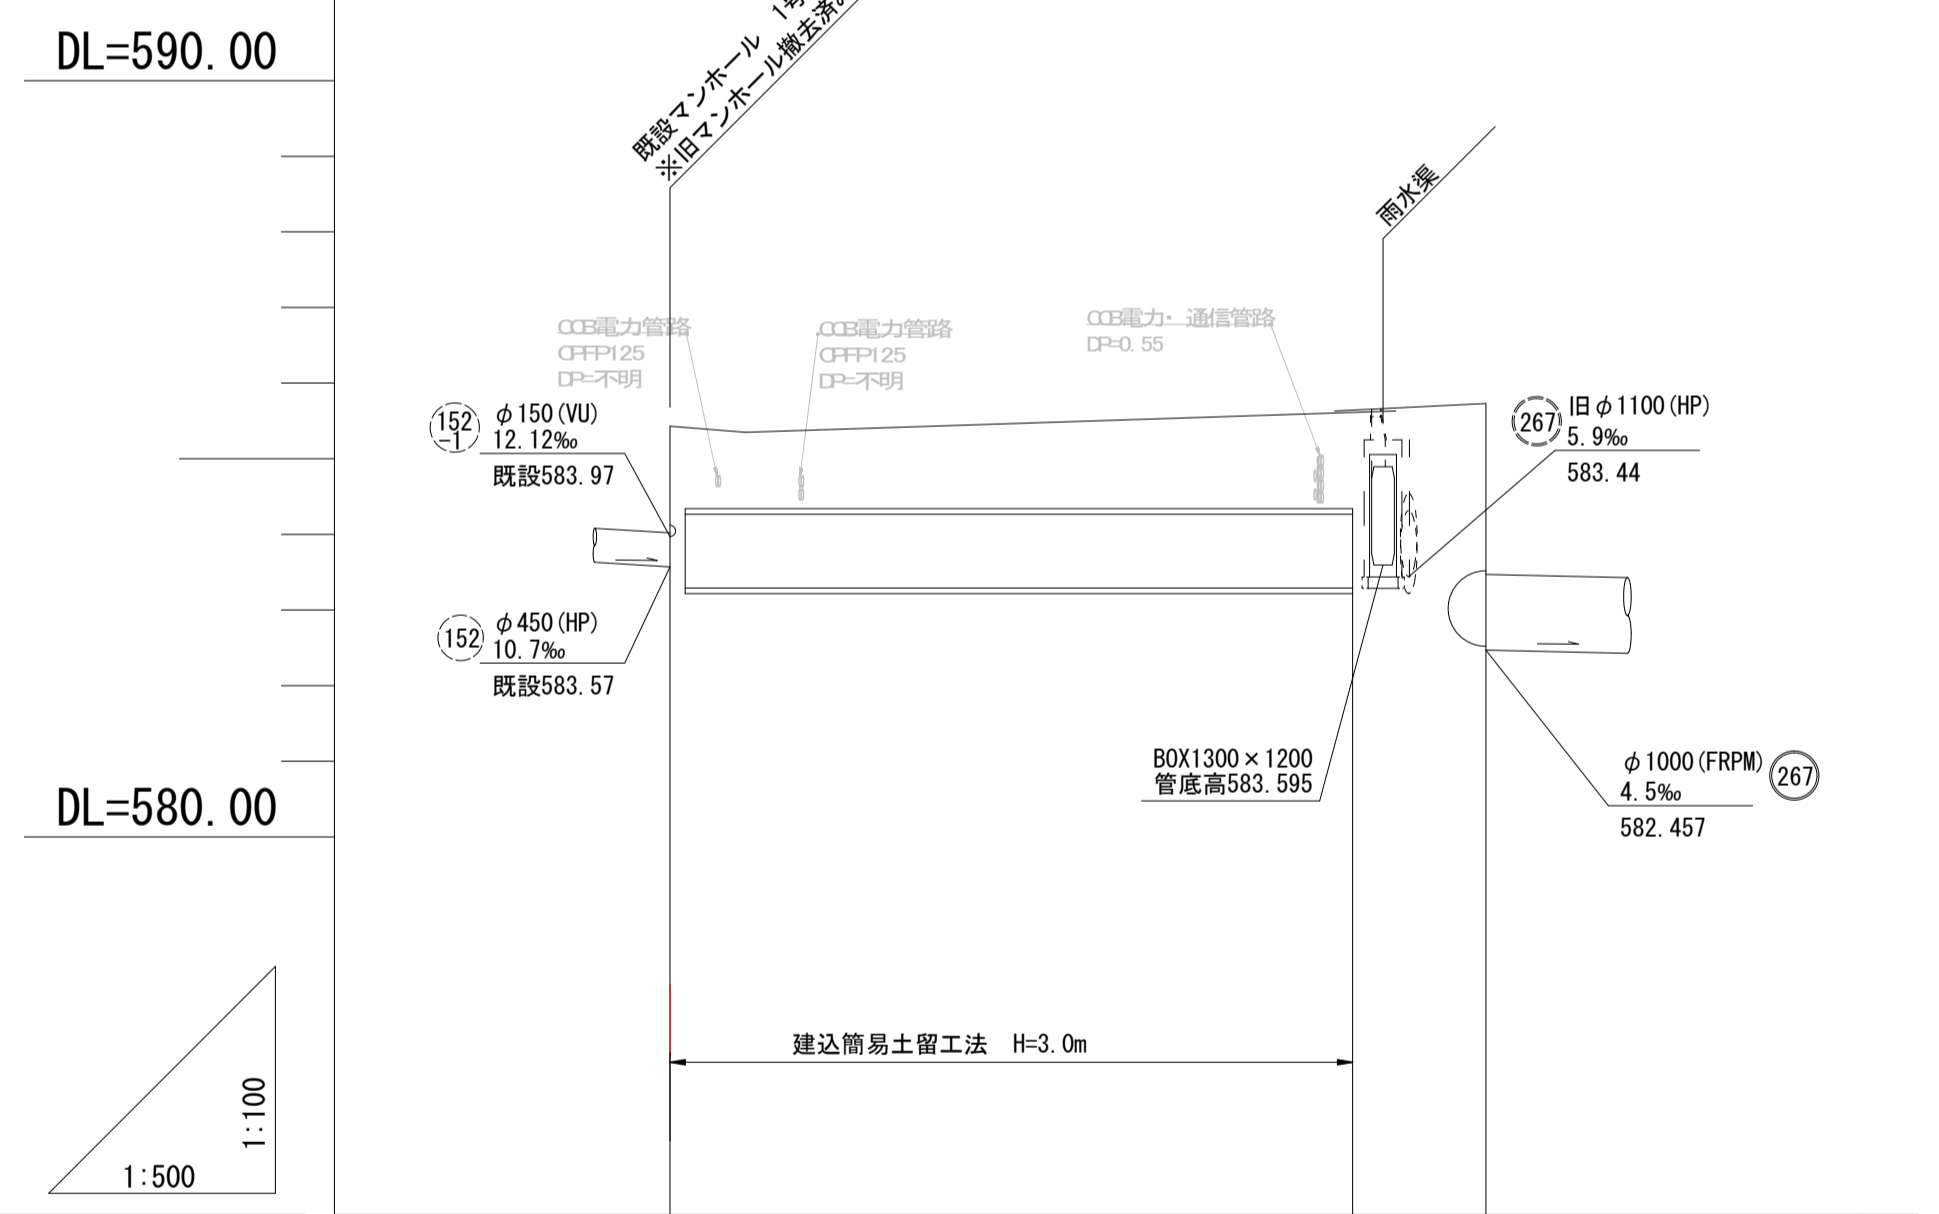 DL=590.00
既設マンホール　1号
※旧マンホール撤去済
雨水渠
CCB電力管路
CPFP125
DP=不明
CCB電力管路
CPFP125
DP=不明
CCB電力・通信管路
DP=0.55
152
-1
φ150(VU)
12.12‰
既設583.97
267
旧φ1100(HP)
5.9‰
583.44
152
φ450(HP)
10.7‰
既設583.57
BOX1300×1200
管底高583.595
φ1000(FRPM)
4.5‰
582.457
267
DL=580.00
建込簡易土留工法　H=3.0m
1:100
1:500